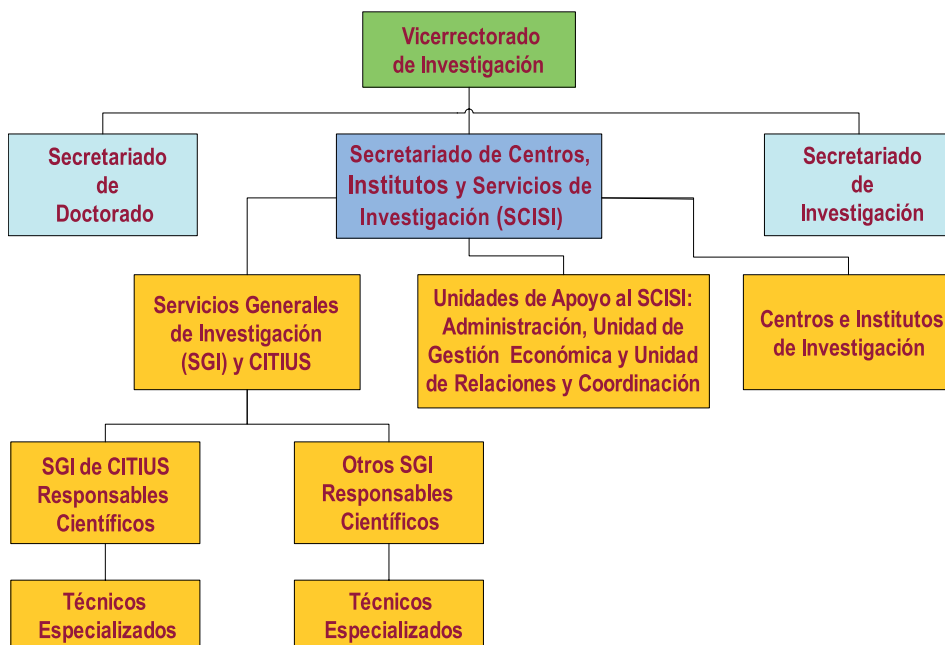 Vicerrectorado
de Investigación
Secretariado
de
Doctorado
Secretariado de Centros,
Institutos y Servicios de
Investigación (SCISI)
Secretariado
de
Investigación
Servicios Generales
de Investigación
(SGI) y CITIUS
Unidades de Apoyo al SCISI:
Administración, Unidad de
Gestión Económica y Unidad
de Relaciones y Coordinación
Centros e Institutos
de Investigación
SGI de CITIUS
Responsables
Científicos
Otros SGI
Responsables
Científicos
Técnicos
Especializados
Técnicos
Especializados